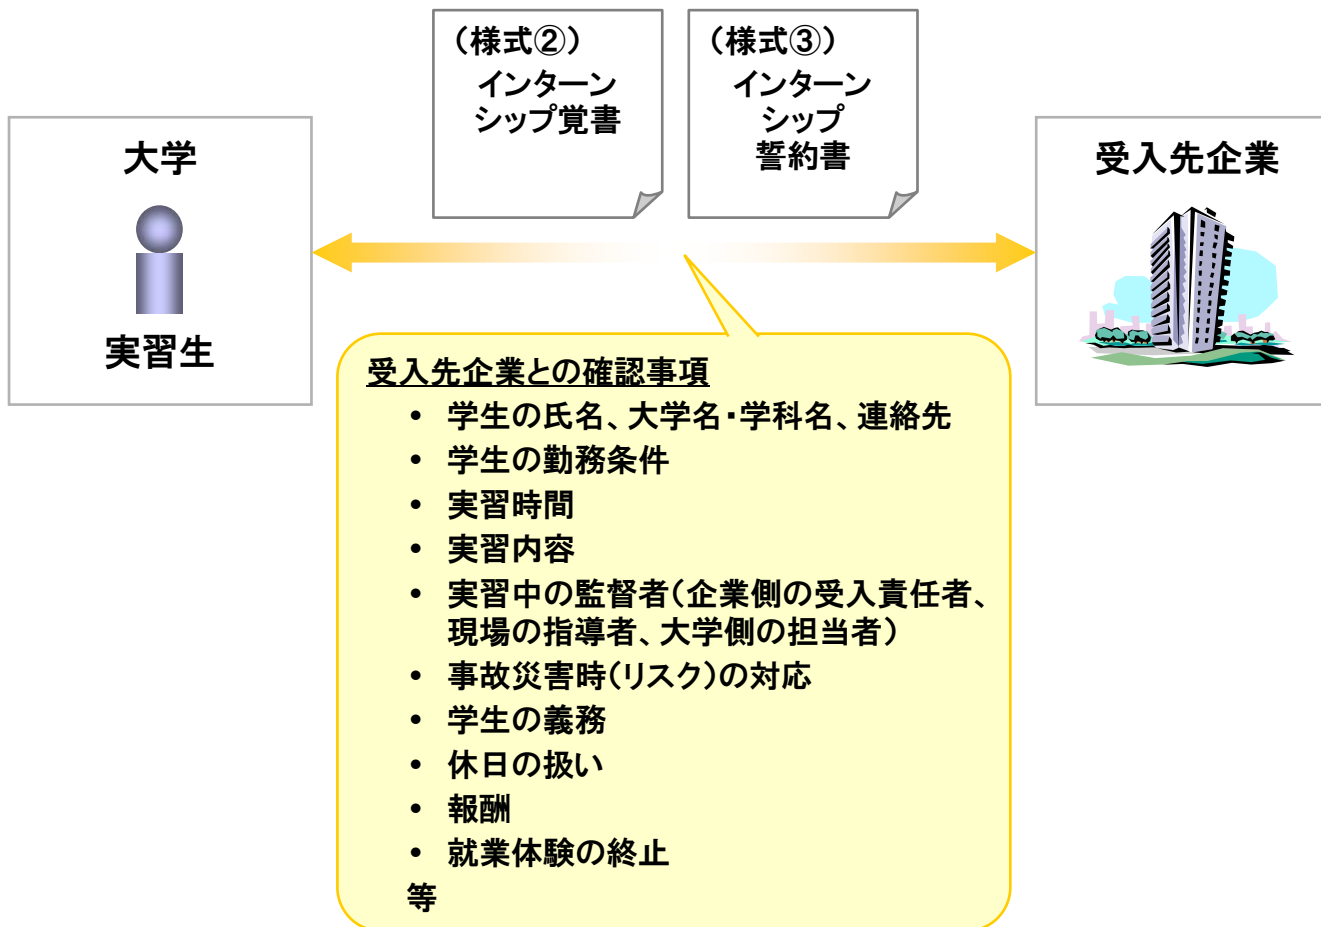 （様式②）
インターン
シップ覚書
（様式③）
インターン
シップ
誓約書
大学
実習生
受入先企業
受入先企業との確認事項
• 学生の氏名、大学名・学科名、連絡先
• 学生の勤務条件
• 実習時間
• 実習内容
• 実習中の監督者（企業側の受入責任者、
現場の指導者、大学側の担当者）
• 事故災害時（リスク）の対応
• 学生の義務
• 休日の扱い
• 報酬
• 就業体験の終止
等